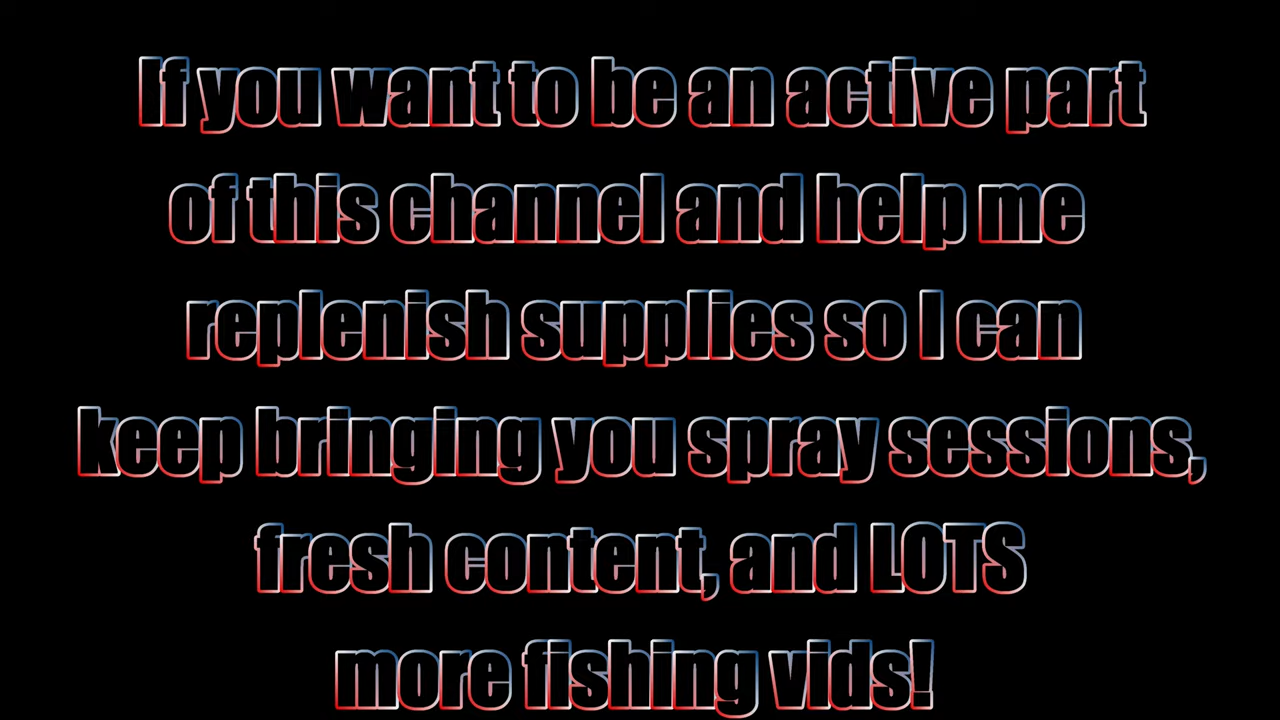 If you want to be an active part
of this channel and help me
replenish supplies so I can
keep bringing you spray sessions,
fresh content, and LOTS
more fishing vids!